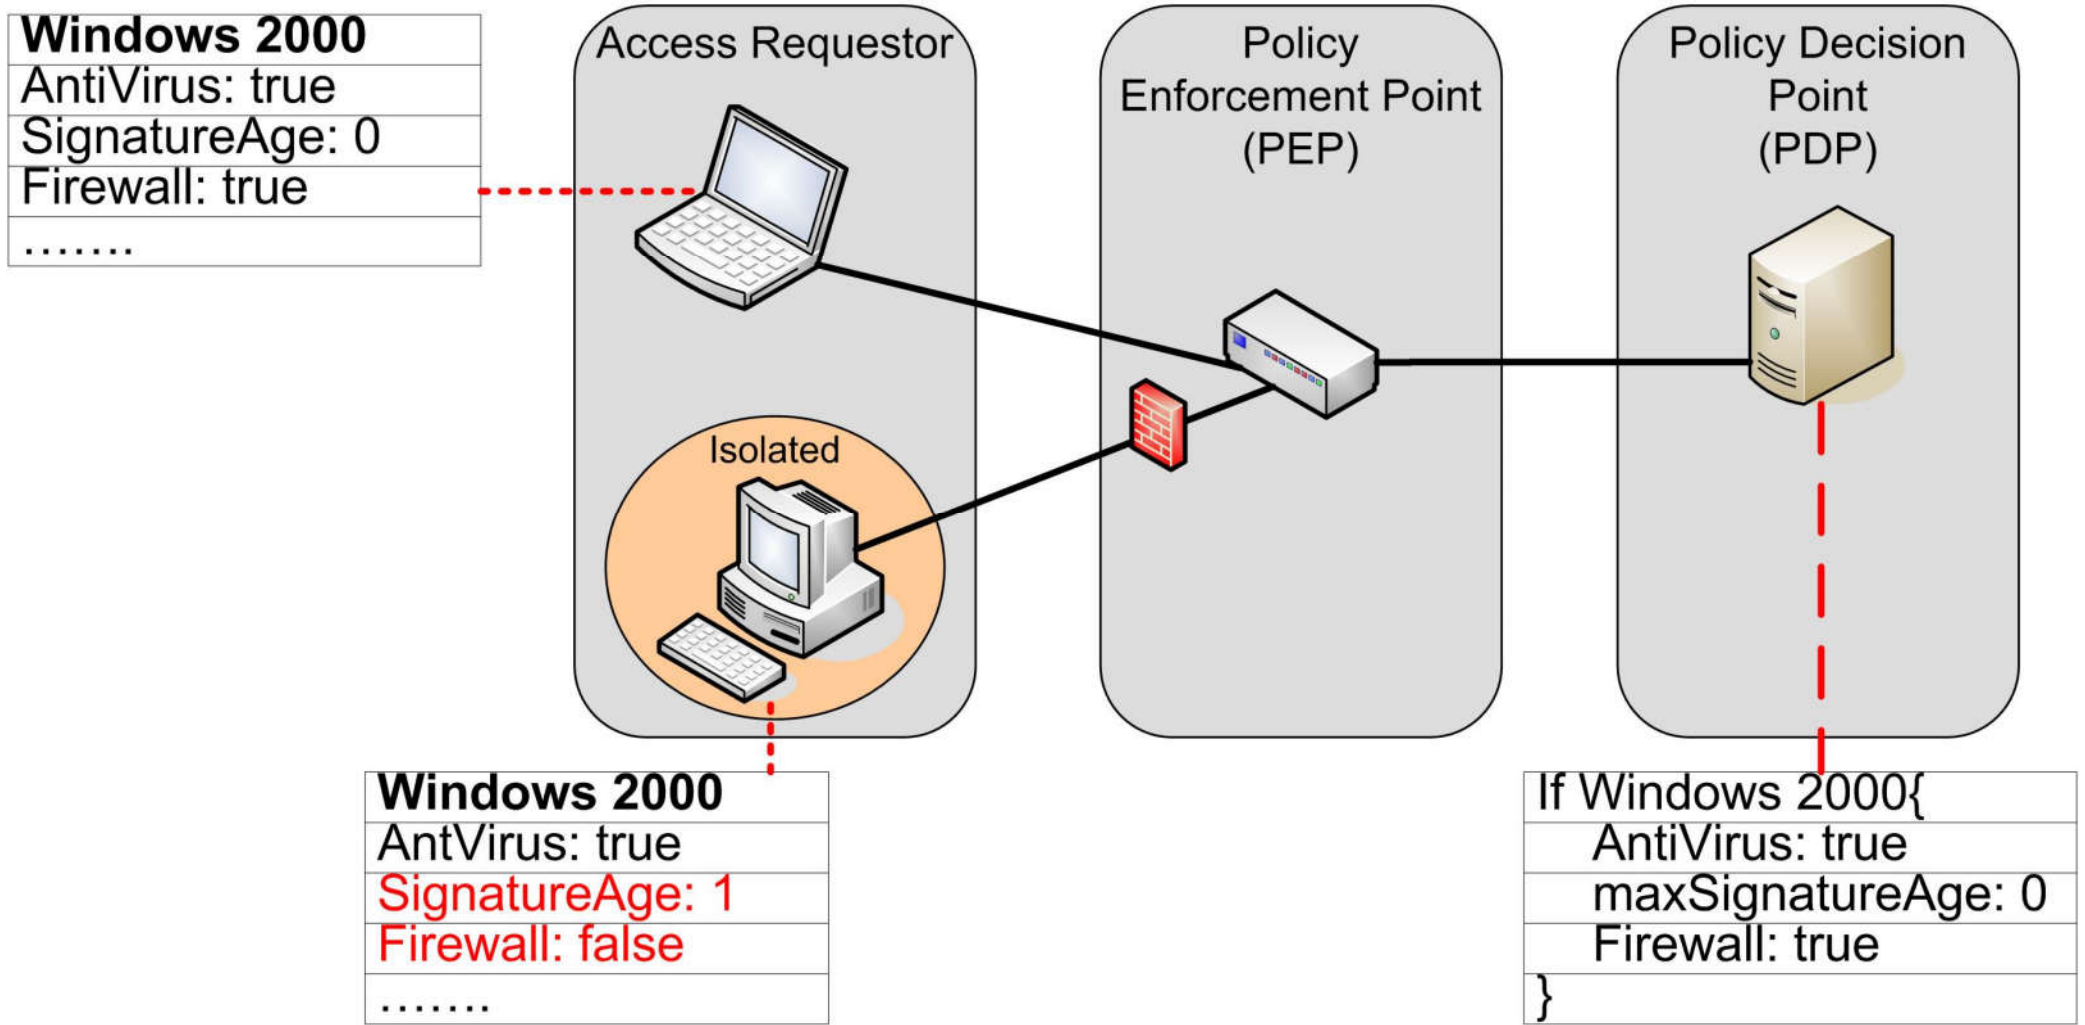 Windows 2000
AntiVirus: true
SignatureAge: 0
Firewall: true
.......
Access Requestor
Isolated
Policy
Enforcement Point
(PEP)
Policy Decision
Point
(PDP)
Windows 2000
AntVirus: true
SignatureAge: 1
Firewall: false
.......
If Windows 2000{
AntiVirus: true
maxSignatureAge: 0
Firewall: true
}